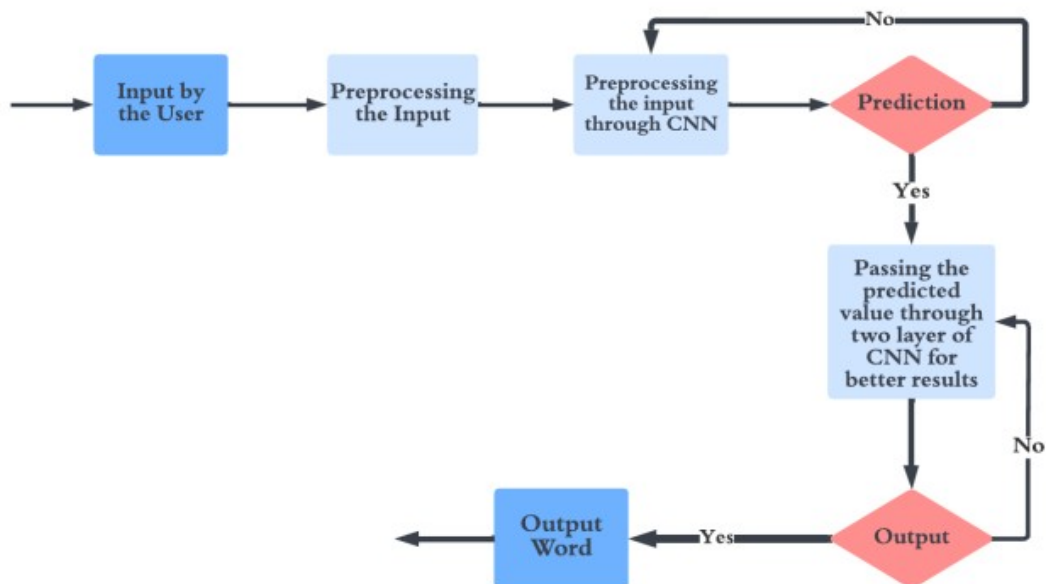 No
Input by
the User
Preprocessing
the Input
Preprocessing
the input
through CNN
Prediction
Yes
Passing the
predicted
value through
two layer of
CNN for
better results
No
Output
Word
Yes
Output